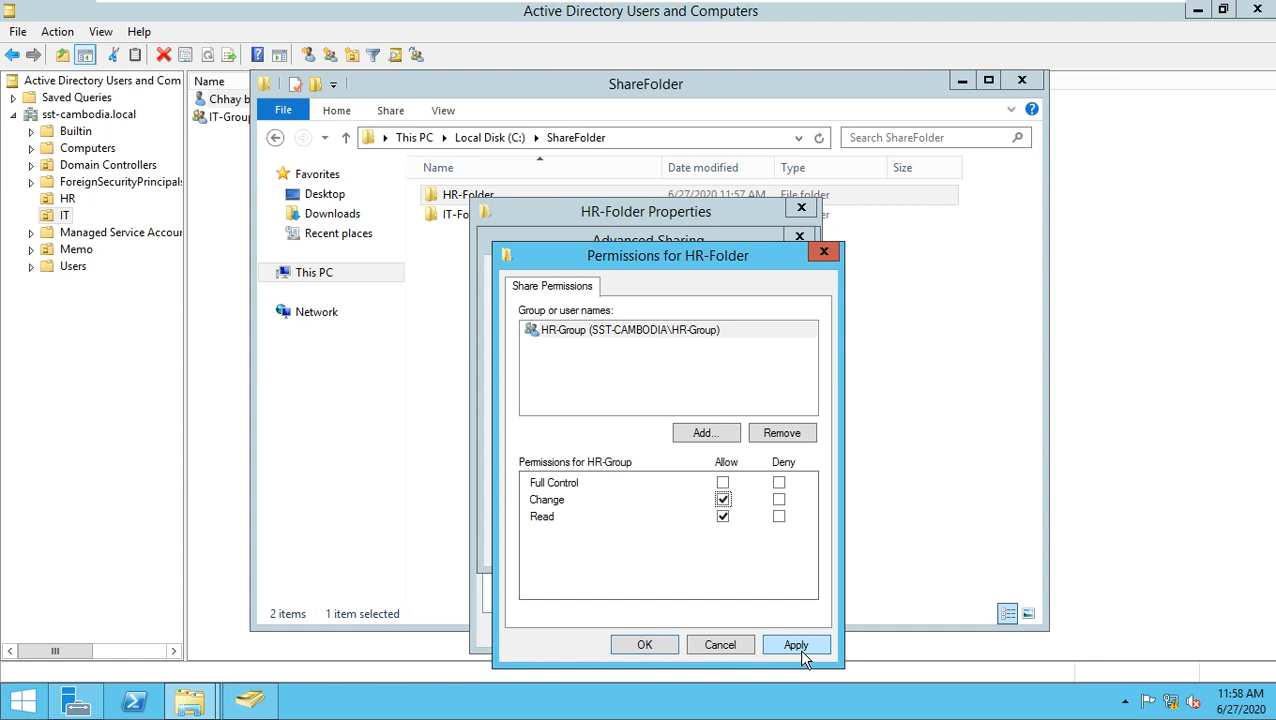 Active Directory Users and Computers
File Action View Help
Active Directory Users and Com
Saved Queries
sst-cambodia.local
Builtin
Computers
Domain Controllers
ForeignSecurityPrincipals
HR
IT
Managed Service Accour
Memo
Users
Name
Chhay b
IT-Group
ShareFolder
File Home Share View
This PC Local Disk (C:) ShareFolder
Search ShareFolder
Favorites
Desktop
Downloads
Recent places
This PC
Network
Name Date modified Type Size
HR-Folder 6/27/2020 11:57 AM File folder
IT-Fo
2 items 1 item selected
HR-Folder Properties
Advanced Sharing
Permissions for HR-Folder
Share Permissions
Group or user names:
HR-Group (SST-CAMBODIA\HR-Group)
Add... Remove
Permissions for HR-Group Allow Deny
Full Control
Change
Read
OK Cancel Apply
11:58 AM
6/27/2020